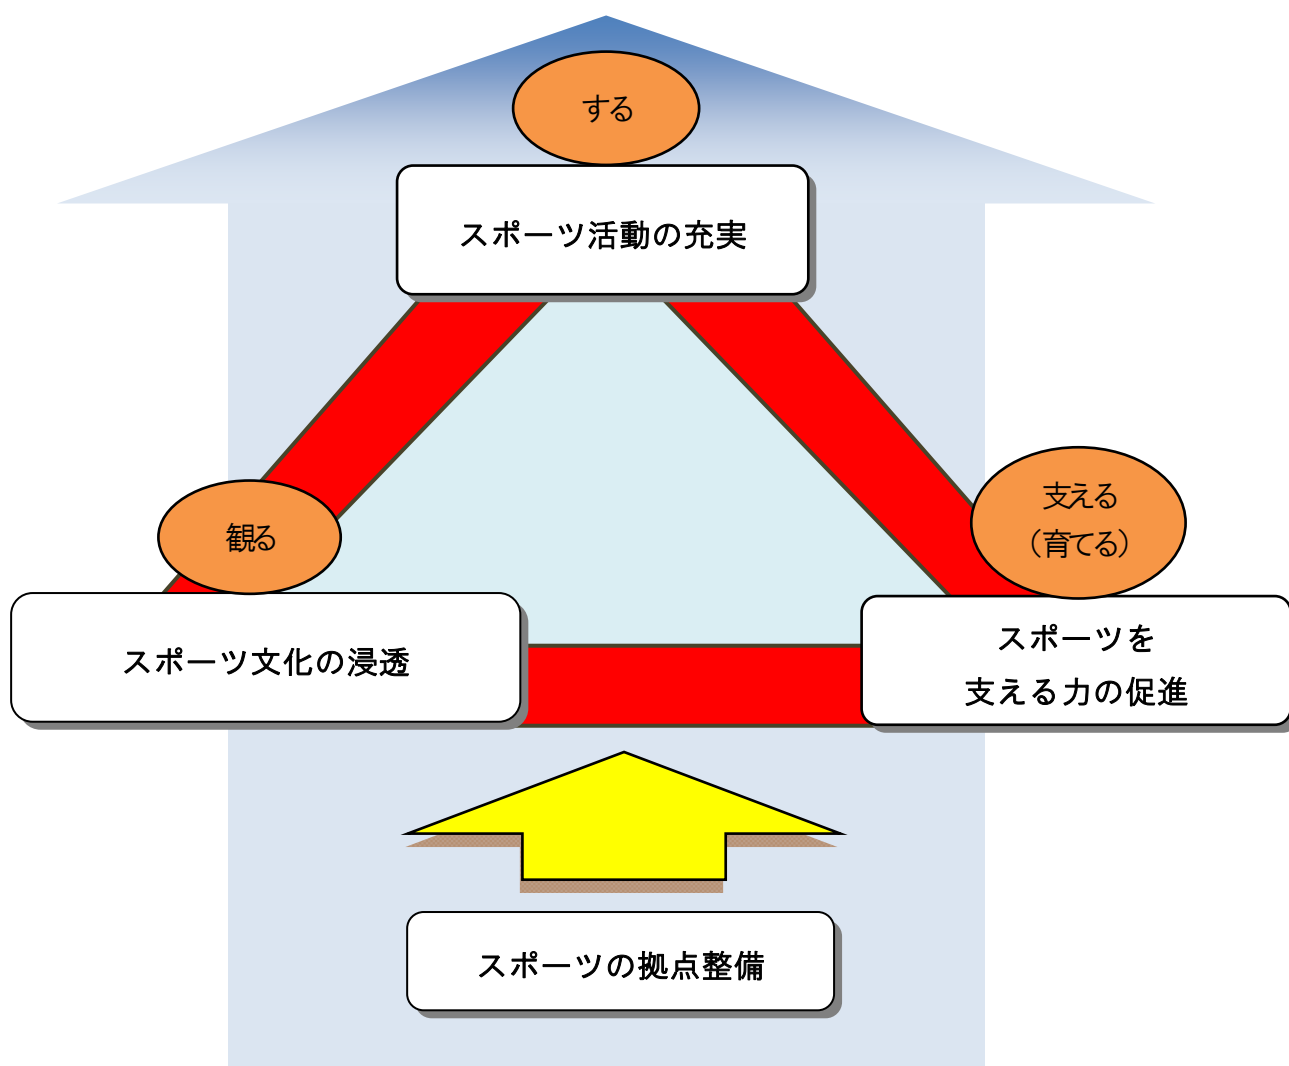 する
スポーツ活動の充実
観る
支える
（育てる）
スポーツ文化の浸透
スポーツを
支える力の促進
スポーツの拠点整備